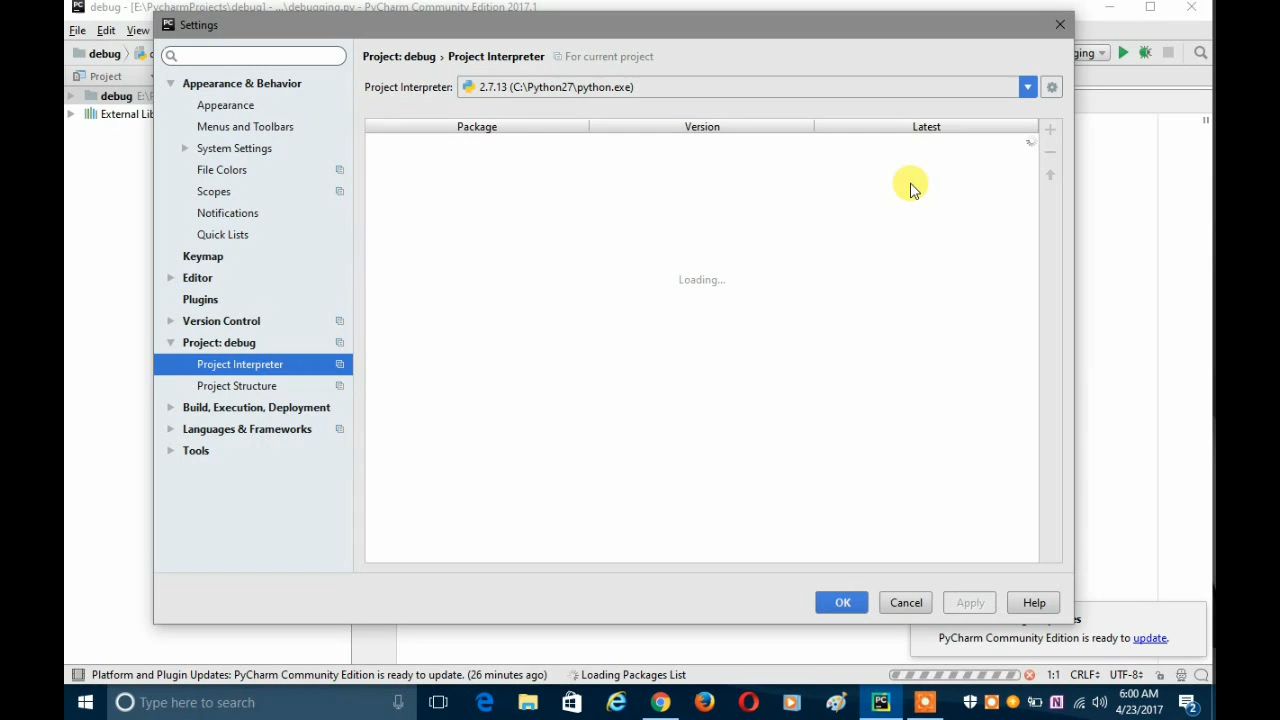 debug - [E:\PycharmProjects\debug] - ...\debugging.py - PyCharm Community Edition 2017.1
Settings
File Edit View
debug
ging
Project
debug E:\P
External Lib
Appearance & Behavior
Appearance
Menus and Toolbars
System Settings
File Colors
Scopes
Notifications
Quick Lists
Keymap
Editor
Plugins
Version Control
Project: debug
Project Interpreter
Project Structure
Build, Execution, Deployment
Languages & Frameworks
Tools
Project: debug › Project Interpreter For current project
Project Interpreter: 2.7.13 (C:\Python27\python.exe)
Package Version Latest
Loading...
OK Cancel Apply Help
PyCharm Community Edition is ready to update.
Platform and Plugin Updates: PyCharm Community Edition is ready to update. (26 minutes ago) Loading Packages List 1:1 CRLF÷ UTF-8÷
Type here to search
6:00 AM
4/23/2017
2